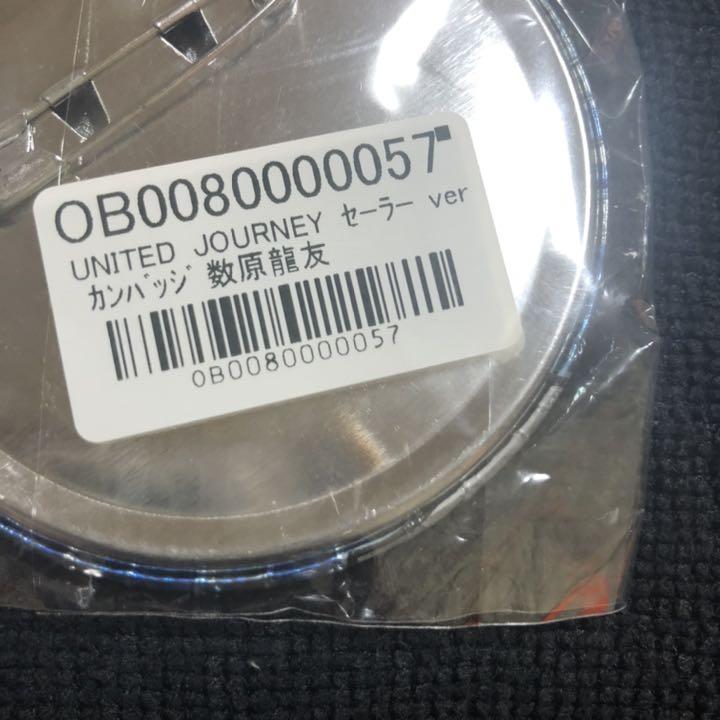 OB0080000057
UNITED JOURNEY ｾｰﾗｰ ver
ｶﾝﾊﾞｯｼﾞ 数原龍友
OB0080000057